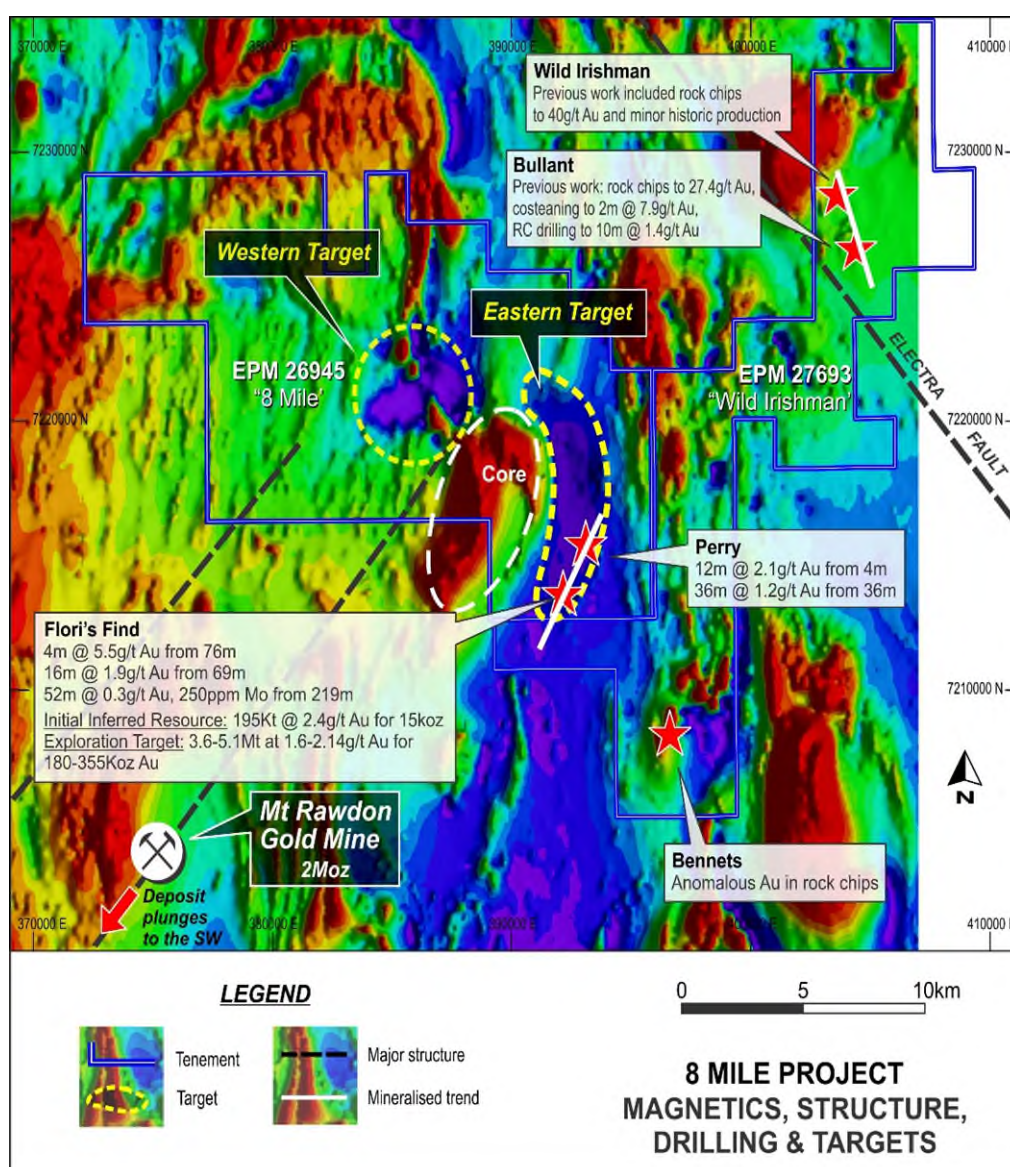 370000 E
380000 E
390000 E
400000 E
410000 E
Wild Irishman
Previous work included rock chips
to 40g/t Au and minor historic production
7230000 N
7230000 N
Bullant
Previous work: rock chips to 27.4g/t Au,
costeaning to 2m @ 7.9g/t Au,
RC drilling to 10m @ 1.4g/t Au
Western Target
Eastern Target
ELECTRA
FAULT
EPM 26945
"8 Mile'
EPM 27693
"Wild Irishman'
7220000 N
7220000 N
Core
Perry
12m @ 2.1g/t Au from 4m
36m @ 1.2g/t Au from 36m
Flori's Find
4m @ 5.5g/t Au from 76m
16m @ 1.9g/t Au from 69m
52m @ 0.3g/t Au, 250ppm Mo from 219m
Initial Inferred Resource: 195Kt @ 2.4g/t Au for 15koz
Exploration Target: 3.6-5.1Mt at 1.6-2.14g/t Au for
180-355Koz Au
7210000 N
N
Mt Rawdon
Gold Mine
2Moz
Bennets
Anomalous Au in rock chips
Deposit
plunges
to the SW
370000 E
380000 E
390000 E
400000 E
410000 E
LEGEND
Tenement
Target
Major structure
Mineralised trend
0 5 10km
8 MILE PROJECT
MAGNETICS, STRUCTURE,
DRILLING & TARGETS